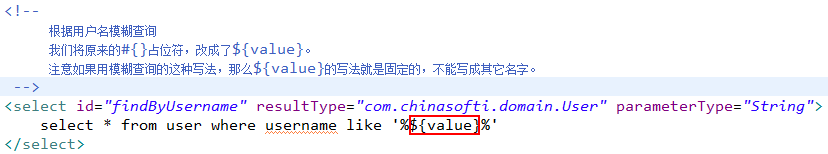 <!--
根据用户名模糊查询
我们将原来的#{}占位符，改成了${value}。
注意如果用模糊查询的这种写法，那么${value}的写法就是固定的，不能写成其它名字。
-->
<select id="findByUsername" resultType="com.chinasofti.domain.User" parameterType="String">
select * from user where username like '%${value}%'
</select>